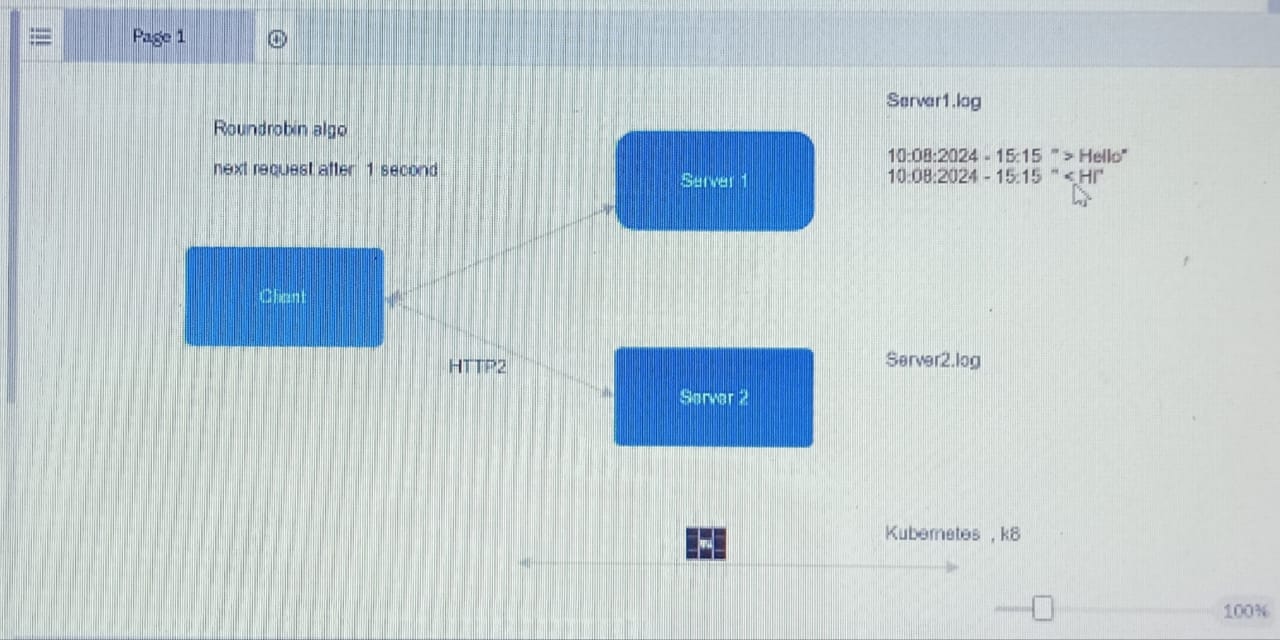 Page 1
Roundrobin algo
next request after 1 second
Client
HTTP2
Server 1
Server 2
Server1.log
10:08:2024 - 15:15 " > Hello"
10:08:2024 - 15:15 " < HI"
Server2.log
Kubernetes , k8
100%